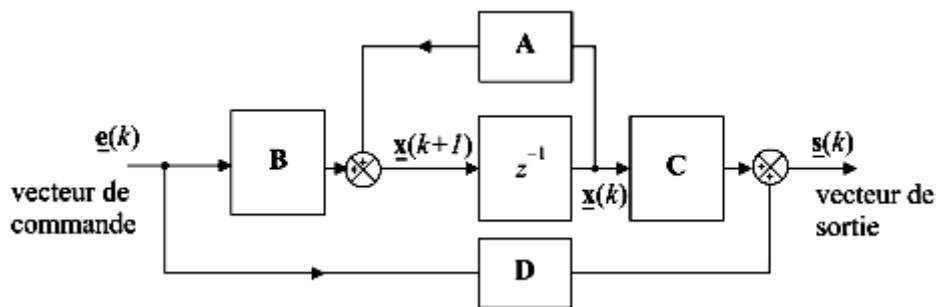 A
e(k)
B
x(k+1)
z⁻¹
x(k)
C
s(k)
vecteur de
commande
vecteur de
sortie
D